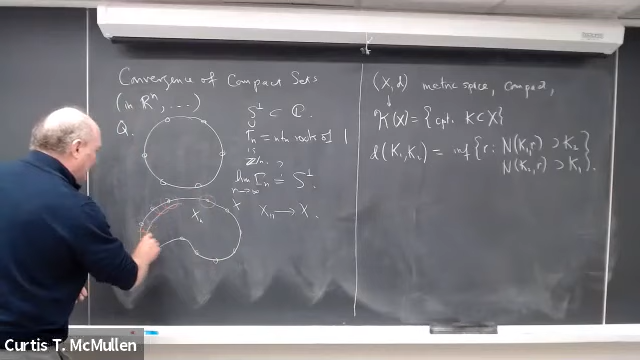 Convergence of Compact Sets
(in Rⁿ, ...)
Q.
S¹ ⊂ ℂ.
∪
Γₙ = nth roots of 1
≅
ℤ/n.
?
lim Γₙ = S¹.
n→∞
Xₙ
X
Xₙ → X.
(X, d) metric space, compact,
↓
K(X) = {cpt. K⊂X}
d(K₁,K₂) = inf {r: N(K₁,r) ⊃ K₂
N(K₂,r) ⊃ K₁}.
Curtis T. McMullen